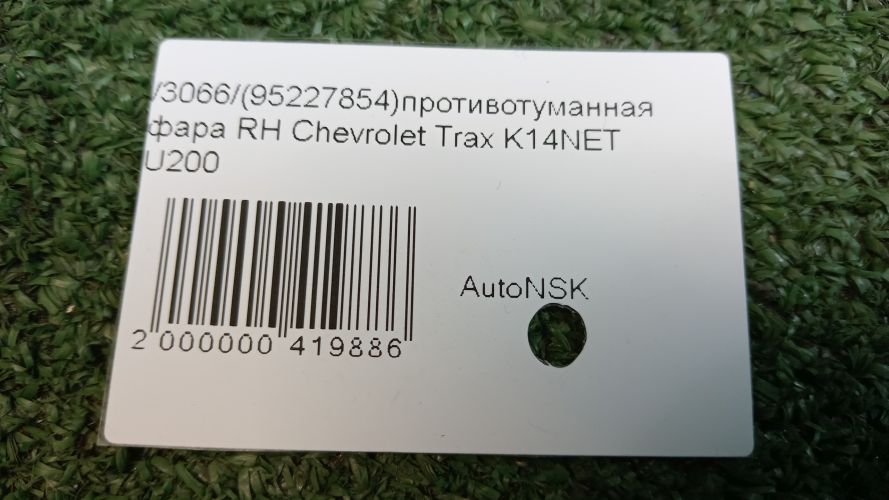 /3066/(95227854)противотуманная
фара RH Chevrolet Trax K14NET
U200
AutoNSK
2 000000 419886